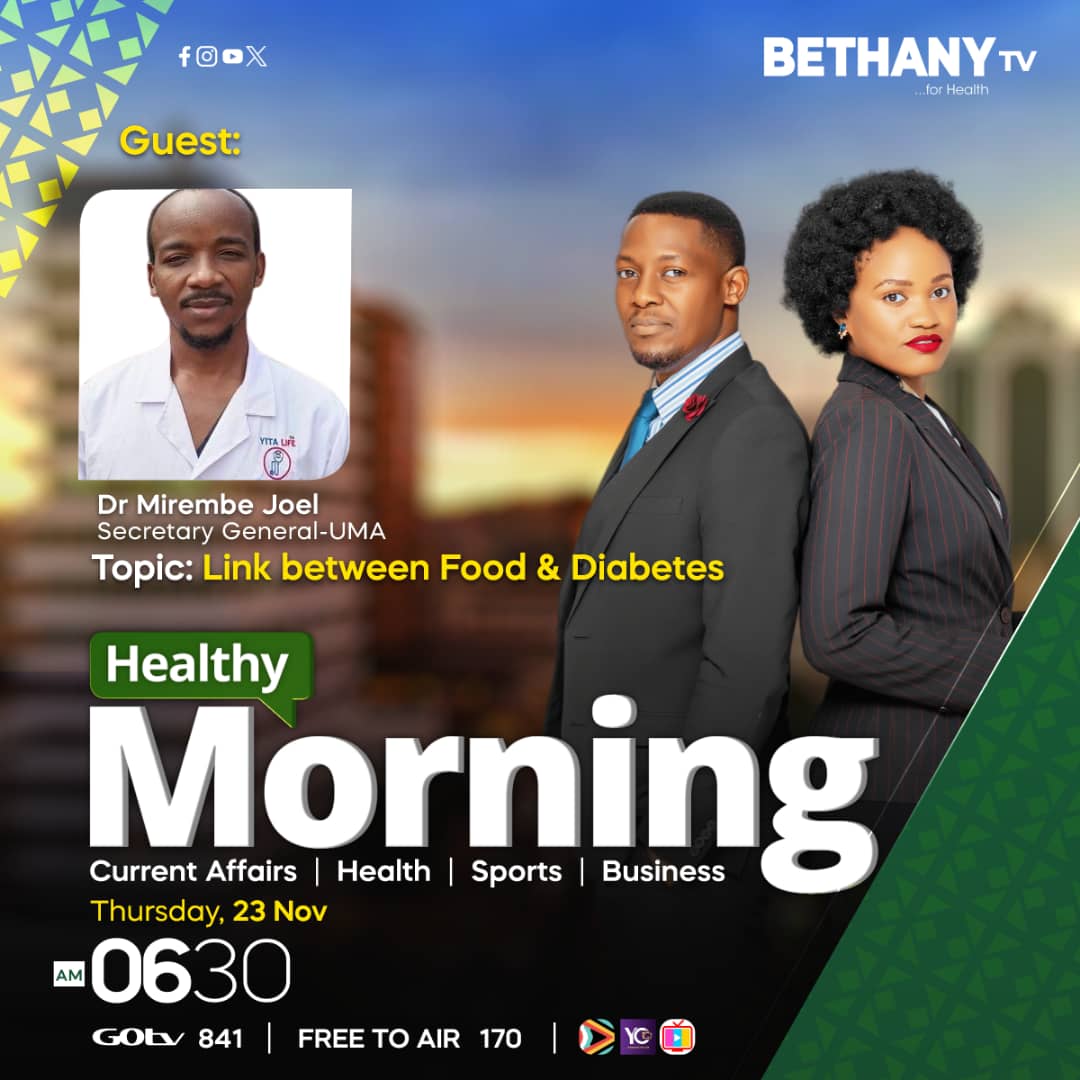 BETHANY TV
...for Health
Guest:
YITA LIFE
Dr Mirembe Joel
Secretary General-UMA
Topic: Link between Food & Diabetes
Healthy
Morning
Current Affairs | Health | Sports | Business
Thursday, 23 Nov
AM 0630
GOtv 841 | FREE TO AIR 170 | YO